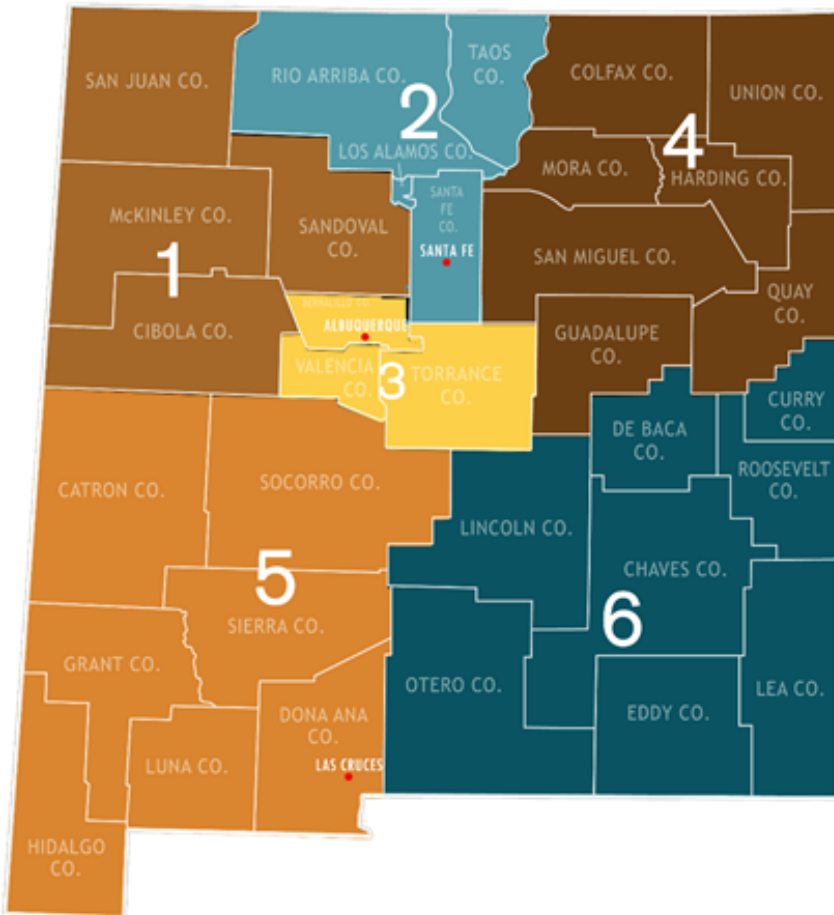 SAN JUAN CO.
RIO ARRIBA CO.
TAOS
CO.
COLFAX CO.
UNION CO.
2
LOS ALAMOS CO.
4
MORA CO.
HARDING CO.
McKINLEY CO.
SANDOVAL
CO.
SANTA
FE
CO.
SANTA FE
SAN MIGUEL CO.
1
QUAY
CO.
CIBOLA CO.
BERNALILLO CO.
ALBUQUERQUE
GUADALUPE
CO.
VALENCIA
CO.
3
TORRANCE
CO.
CURRY
CO.
DE BACA
CO.
ROOSEVELT
CO.
CATRON CO.
SOCORRO CO.
LINCOLN CO.
5
CHAVES CO.
SIERRA CO.
6
GRANT CO.
OTERO CO.
LEA CO.
DONA ANA
CO.
EDDY CO.
LUNA CO.
LAS CRUCES
HIDALGO
CO.